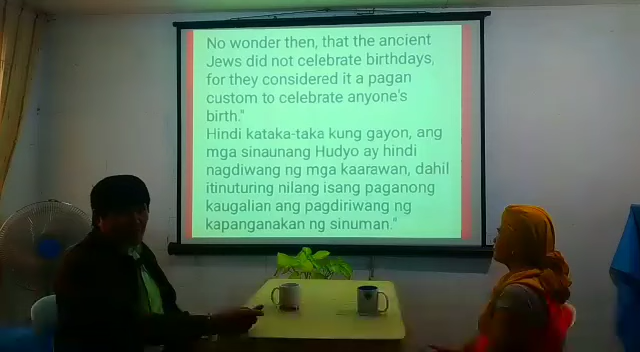 No wonder then, that the ancient
Jews did not celebrate birthdays,
for they considered it a pagan
custom to celebrate anyone's
birth."
Hindi kataka-taka kung gayon, ang
mga sinaunang Hudyo ay hindi
nagdiwang ng mga kaarawan, dahil
itinuturing nilang isang paganong
kaugalian ang pagdiriwang ng
kapanganakan ng sinuman."